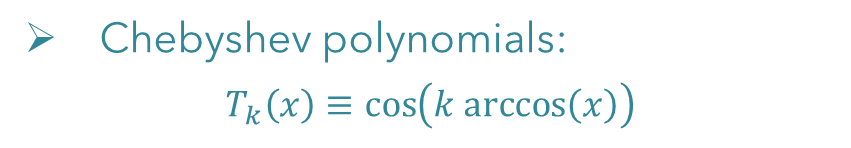 ➢ Chebyshev polynomials:
T_k(x) ≡ cos(k arccos(x))